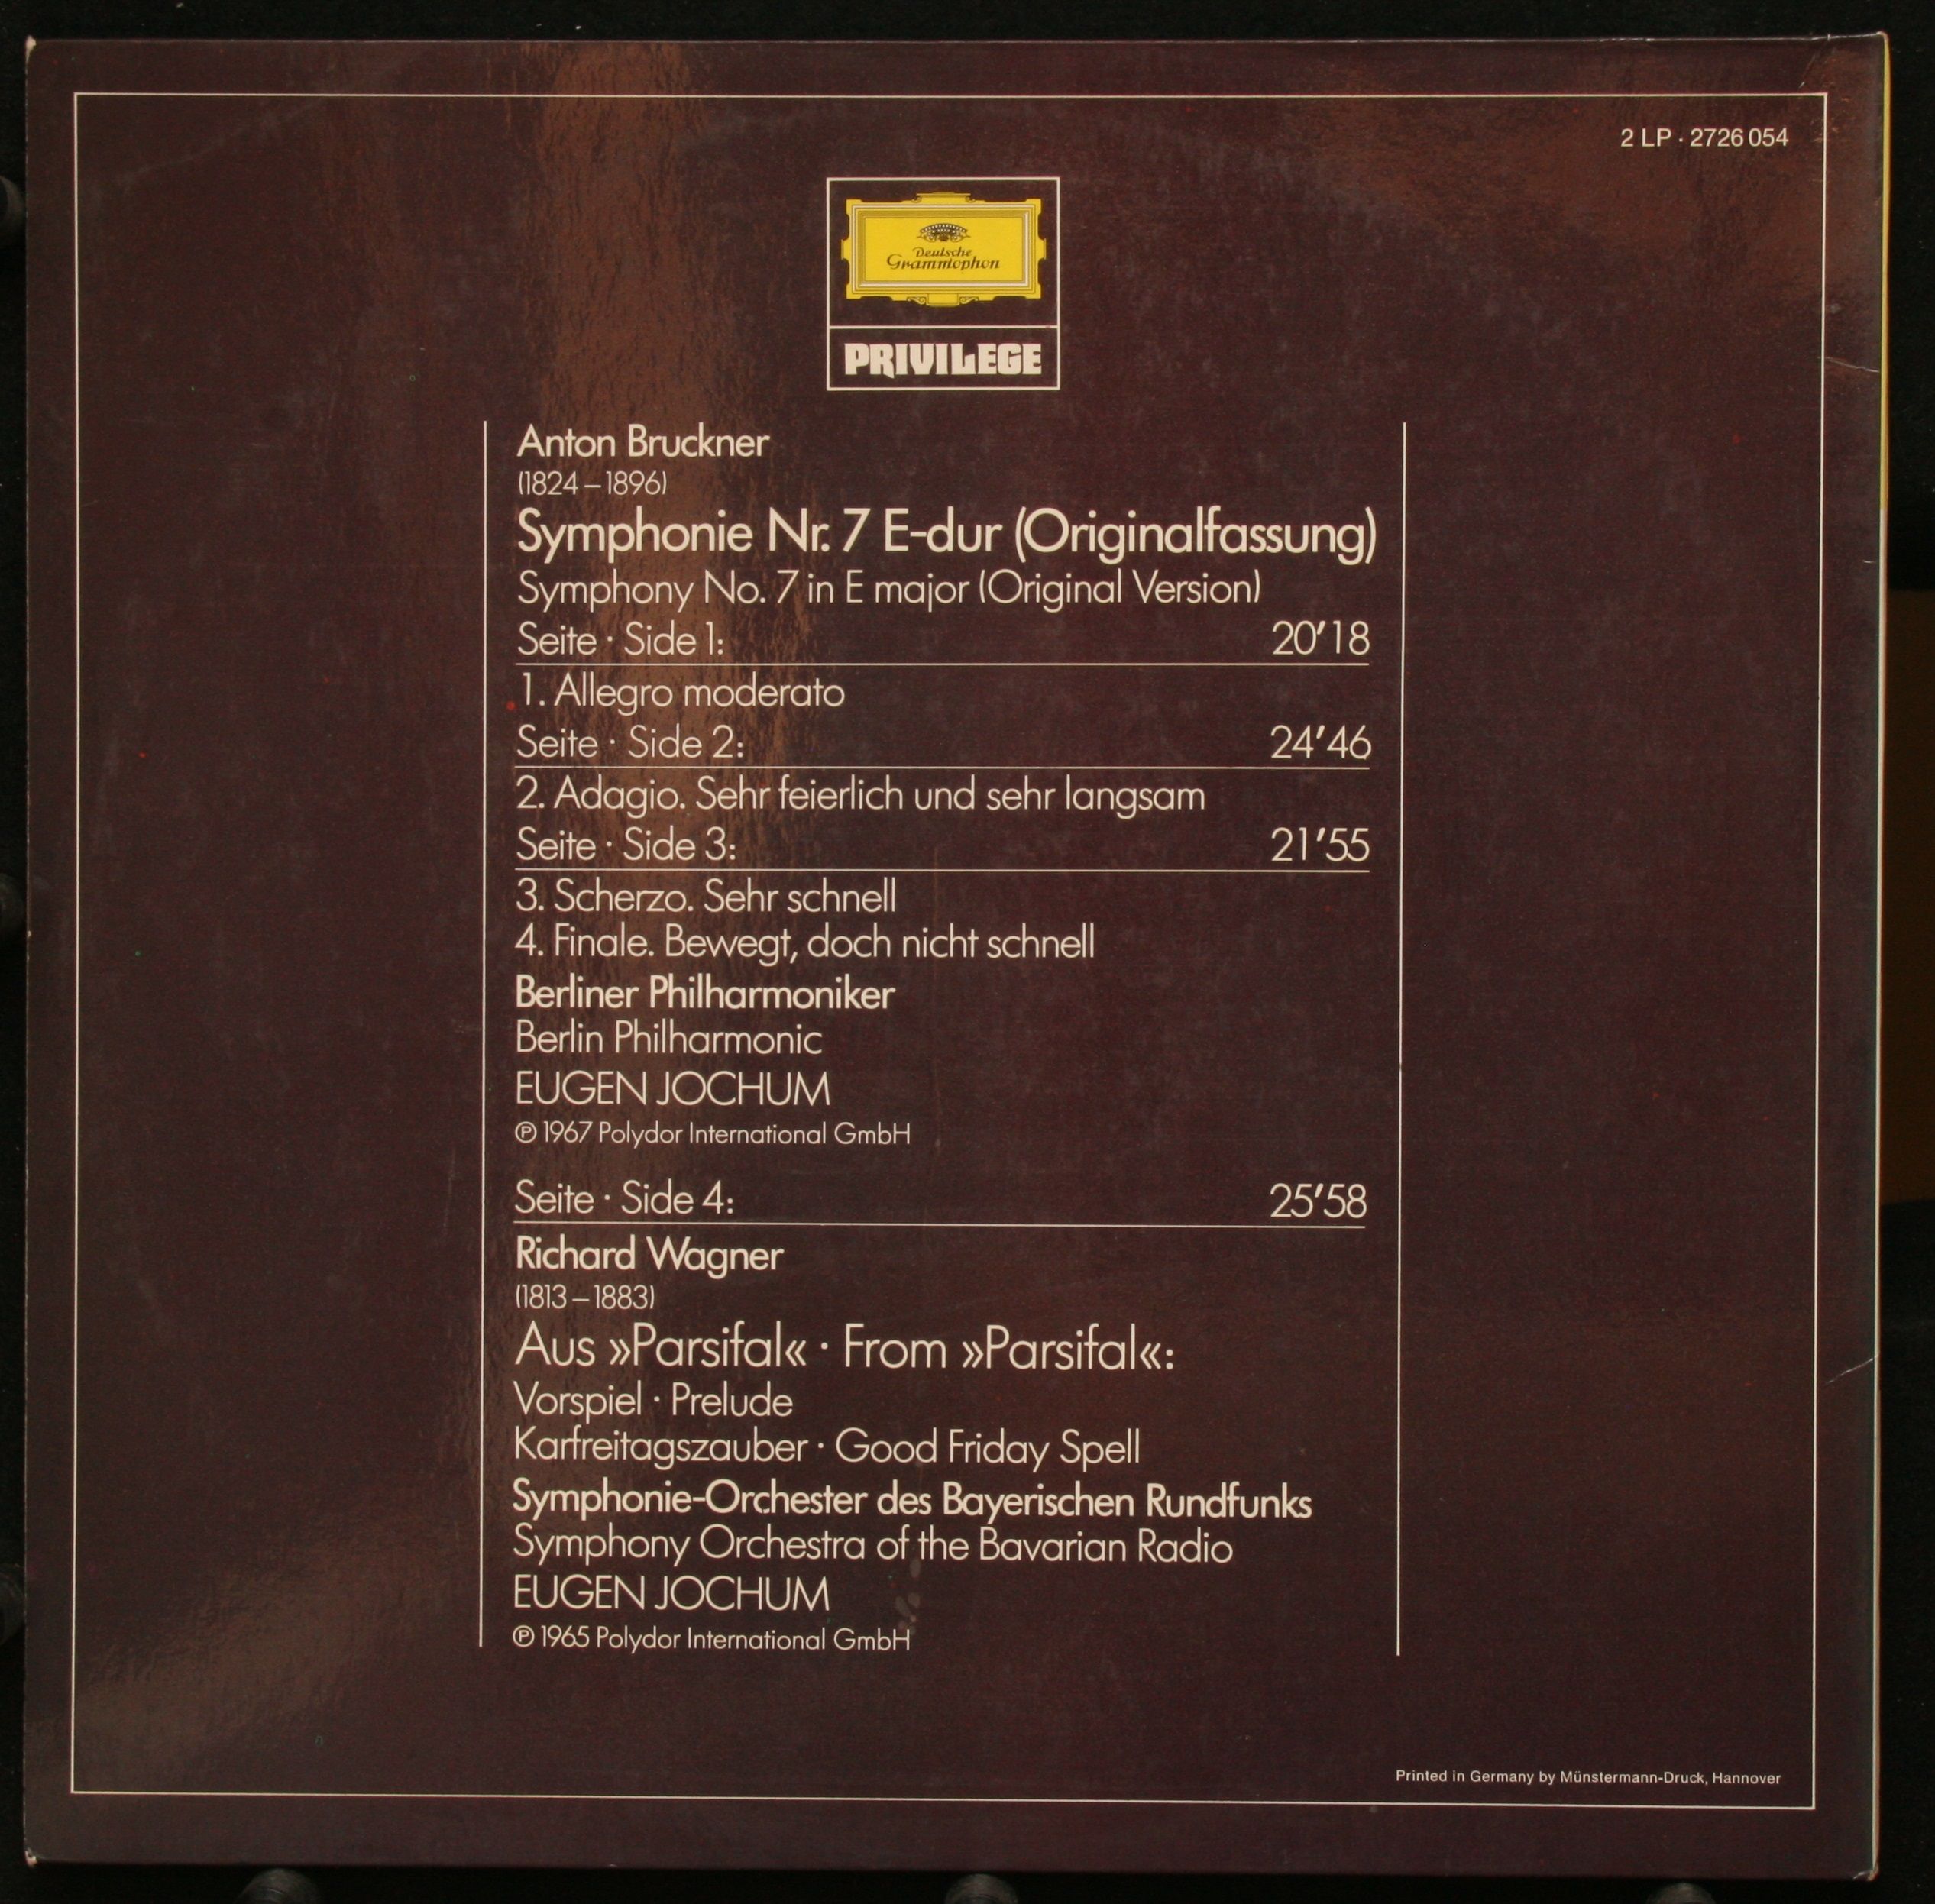 2 LP · 2726 054
Deutsche
Grammophon
PRIVILEGE
Anton Bruckner
(1824 – 1896)
Symphonie Nr. 7 E-dur (Originalfassung)
Symphony No. 7 in E major (Original Version)
Seite · Side 1: 20′18
1. Allegro moderato
Seite · Side 2: 24′46
2. Adagio. Sehr feierlich und sehr langsam
Seite · Side 3: 21′55
3. Scherzo. Sehr schnell
4. Finale. Bewegt, doch nicht schnell
Berliner Philharmoniker
Berlin Philharmonic
EUGEN JOCHUM
℗ 1967 Polydor International GmbH
Seite · Side 4: 25′58
Richard Wagner
(1813 – 1883)
Aus »Parsifal« · From »Parsifal«:
Vorspiel · Prelude
Karfreitagszauber · Good Friday Spell
Symphonie-Orchester des Bayerischen Rundfunks
Symphony Orchestra of the Bavarian Radio
EUGEN JOCHUM
℗ 1965 Polydor International GmbH
Printed in Germany by Münstermann-Druck, Hannover